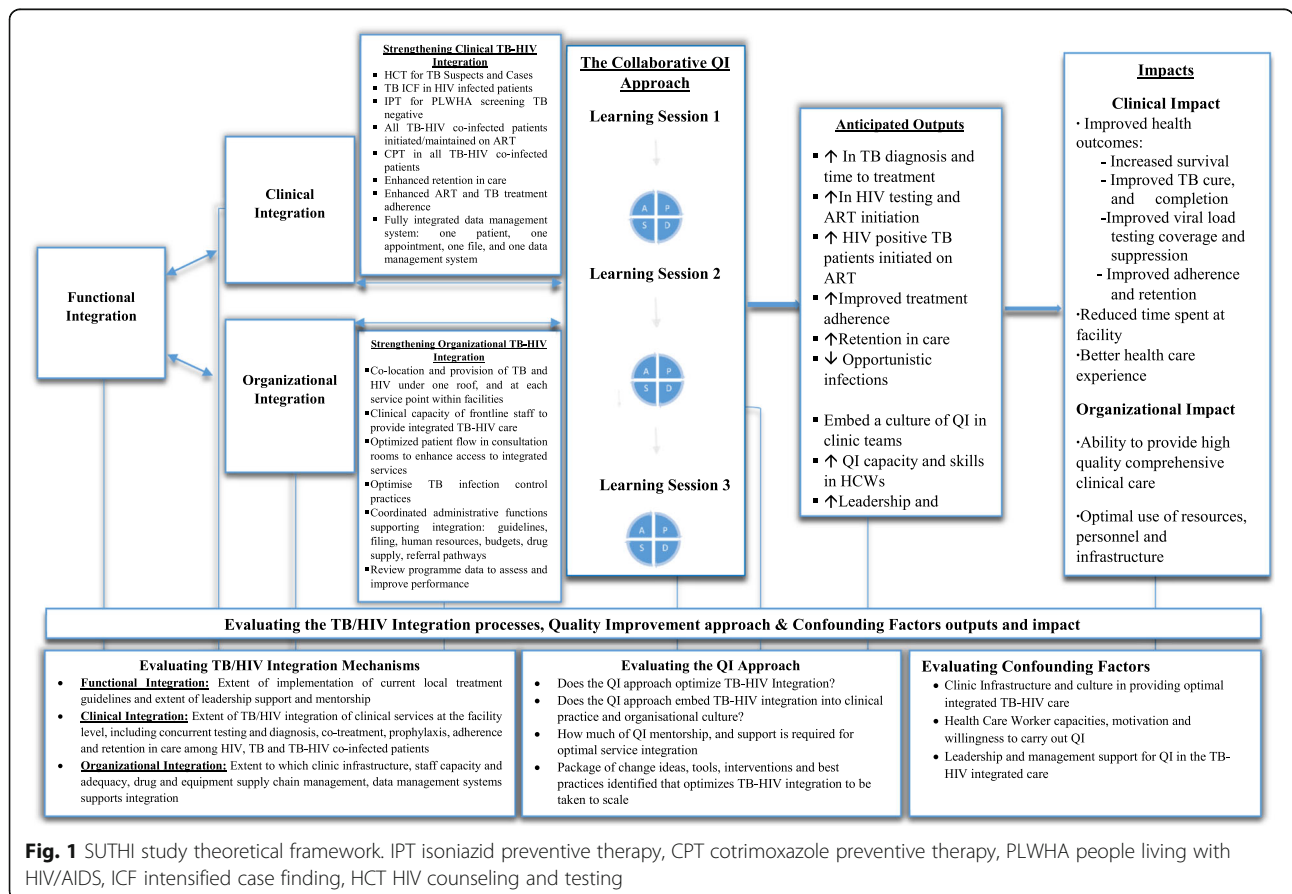 Functional
Integration
Clinical
Integration
Organizational
Integration
Strengthening Clinical TB-HIV
Integration
▪ HCT for TB Suspects and Cases
▪ TB ICF in HIV infected patients
▪ IPT for PLWHA screening TB
negative
▪ All TB-HIV co-infected patients
initiated/maintained on ART
▪ CPT in all TB-HIV co-infected
patients
▪ Enhanced retention in care
▪ Enhanced ART and TB treatment
adherence
▪ Fully integrated data management
system: one patient, one
appointment, one file, and one data
management system
Strengthening Organizational TB-HIV
Integration
▪Co-location and provision of TB and
HIV under one roof, and at each
service point within facilities
▪Clinical capacity of frontline staff to
provide integrated TB-HIV care
▪Optimized patient flow in consultation
rooms to enhance access to integrated
services
▪Optimise TB infection control
practices
▪Coordinated administrative functions
supporting integration: guidelines,
filing, human resources, budgets, drug
supply, referral pathways
▪Review programme data to assess and
improve performance
The Collaborative QI
Approach
Learning Session 1
A P
S D
Learning Session 2
A P
S D
Learning Session 3
A P
S D
Anticipated Outputs
▪ ↑ In TB diagnosis and
time to treatment
▪ ↑In HIV testing and
ART initiation
▪ ↑ HIV positive TB
patients initiated on
ART
▪ ↑Improved treatment
adherence
▪ ↑Retention in care
▪ ↓ Opportunistic
infections
▪ Embed a culture of QI in
clinic teams
▪ ↑ QI capacity and skills
in HCWs
▪ ↑Leadership and
Impacts
Clinical Impact
· Improved health
outcomes:
- Increased survival
- Improved TB cure,
and completion
-Improved viral load
testing coverage and
suppression
- Improved adherence
and retention
·Reduced time spent at
facility
·Better health care
experience
Organizational Impact
·Ability to provide high
quality comprehensive
clinical care
·Optimal use of resources,
personnel and
infrastructure
Evaluating the TB/HIV Integration processes, Quality Improvement approach & Confounding Factors outputs and impact
Evaluating TB/HIV Integration Mechanisms
• Functional Integration: Extent of implementation of current local treatment
guidelines and extent of leadership support and mentorship
• Clinical Integration: Extent of TB/HIV integration of clinical services at the facility
level, including concurrent testing and diagnosis, co-treatment, prophylaxis, adherence
and retention in care among HIV, TB and TB-HIV co-infected patients
• Organizational Integration: Extent to which clinic infrastructure, staff capacity and
adequacy, drug and equipment supply chain management, data management systems
supports integration
Evaluating the QI Approach
• Does the QI approach optimize TB-HIV Integration?
• Does the QI approach embed TB-HIV integration into clinical
practice and organisational culture?
• How much of QI mentorship, and support is required for
optimal service integration
• Package of change ideas, tools, interventions and best
practices identified that optimizes TB-HIV integration to be
taken to scale
Evaluating Confounding Factors
• Clinic Infrastructure and culture in providing optimal
integrated TB-HIV care
• Health Care Worker capacities, motivation and
willingness to carry out QI
• Leadership and management support for QI in the TB-
HIV integrated care
Fig. 1 SUTHI study theoretical framework. IPT isoniazid preventive therapy, CPT cotrimoxazole preventive therapy, PLWHA people living with
HIV/AIDS, ICF intensified case finding, HCT HIV counseling and testing